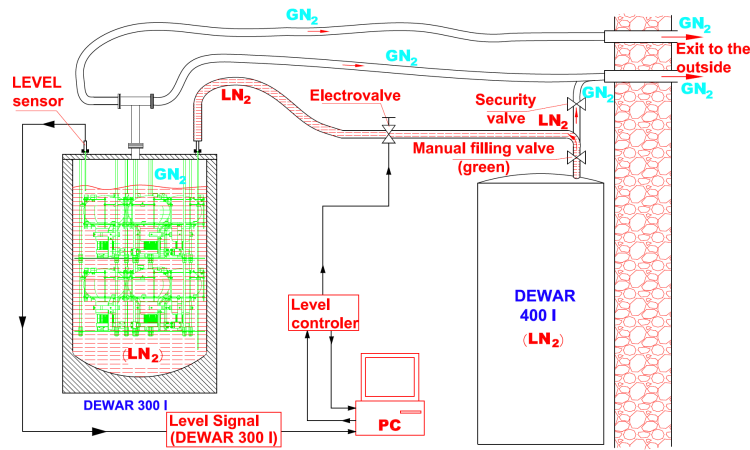 GN2
GN2
Exit to the
outside
GN2
GN2
LEVEL
sensor
LN2
Electrovalve
Security
valve
GN2
LN2
Manual filling valve
(green)
GN2
DEWAR
400 l
(LN2)
Level
controler
(LN2)
DEWAR 300 l
Level Signal
(DEWAR 300 l)
PC